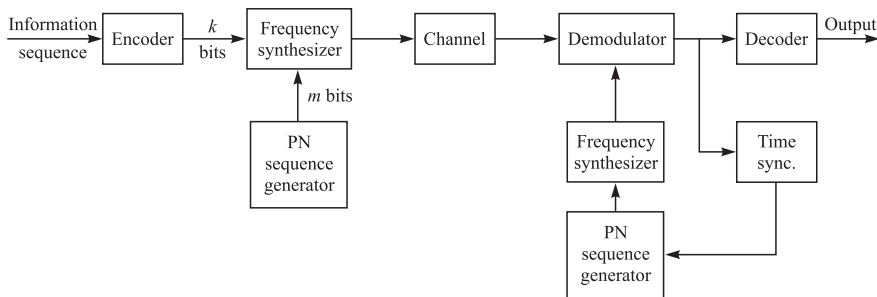 Information
sequence
Encoder
k
bits
Frequency
synthesizer
Channel
Demodulator
Decoder
Output
m bits
PN
sequence
generator
Frequency
synthesizer
Time
sync.
PN
sequence
generator